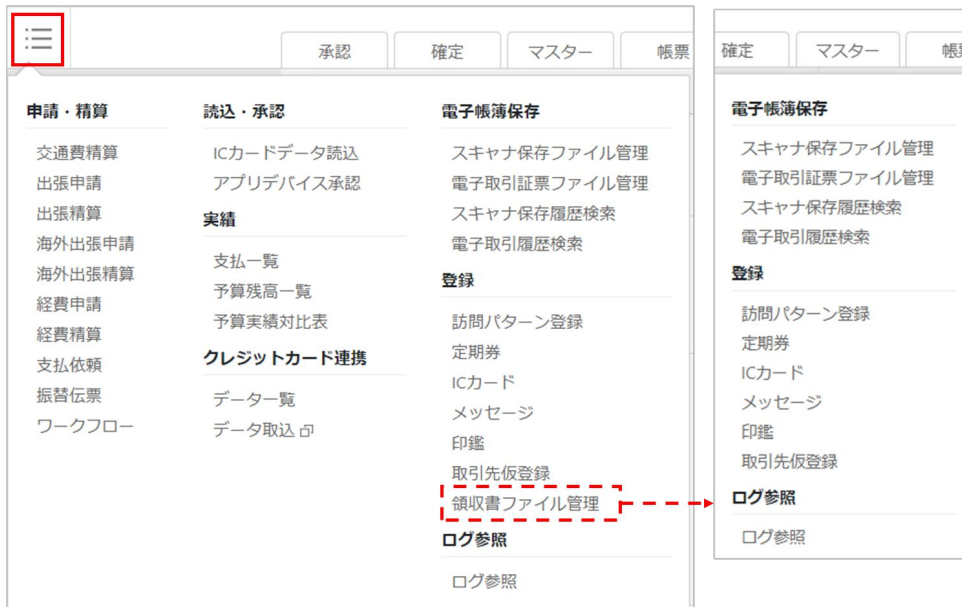 承認
確定
マスター
帳票
申請・精算
交通費精算
出張申請
出張精算
海外出張申請
海外出張精算
経費申請
経費精算
支払依頼
振替伝票
ワークフロー
読込・承認
ICカードデータ読込
アプリデバイス承認
実績
支払一覧
予算残高一覧
予算実績対比表
クレジットカード連携
データ一覧
データ取込
電子帳簿保存
スキャナ保存ファイル管理
電子取引証票ファイル管理
スキャナ保存履歴検索
電子取引履歴検索
登録
訪問パターン登録
定期券
ICカード
メッセージ
印鑑
取引先仮登録
領収書ファイル管理
ログ参照
ログ参照
確定
マスター
帳
電子帳簿保存
スキャナ保存ファイル管理
電子取引証票ファイル管理
スキャナ保存履歴検索
電子取引履歴検索
登録
訪問パターン登録
定期券
ICカード
メッセージ
印鑑
取引先仮登録
ログ参照
ログ参照